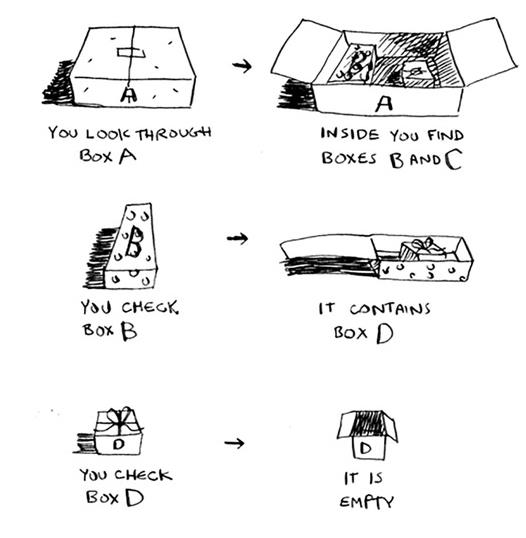 A
A
YOU LOOK THROUGH
BOX A
INSIDE YOU FIND
BOXES B AND C
B
YOU CHECK
BOX B
IT CONTAINS
BOX D
D
D
YOU CHECK
BOX D
IT IS
EMPTY